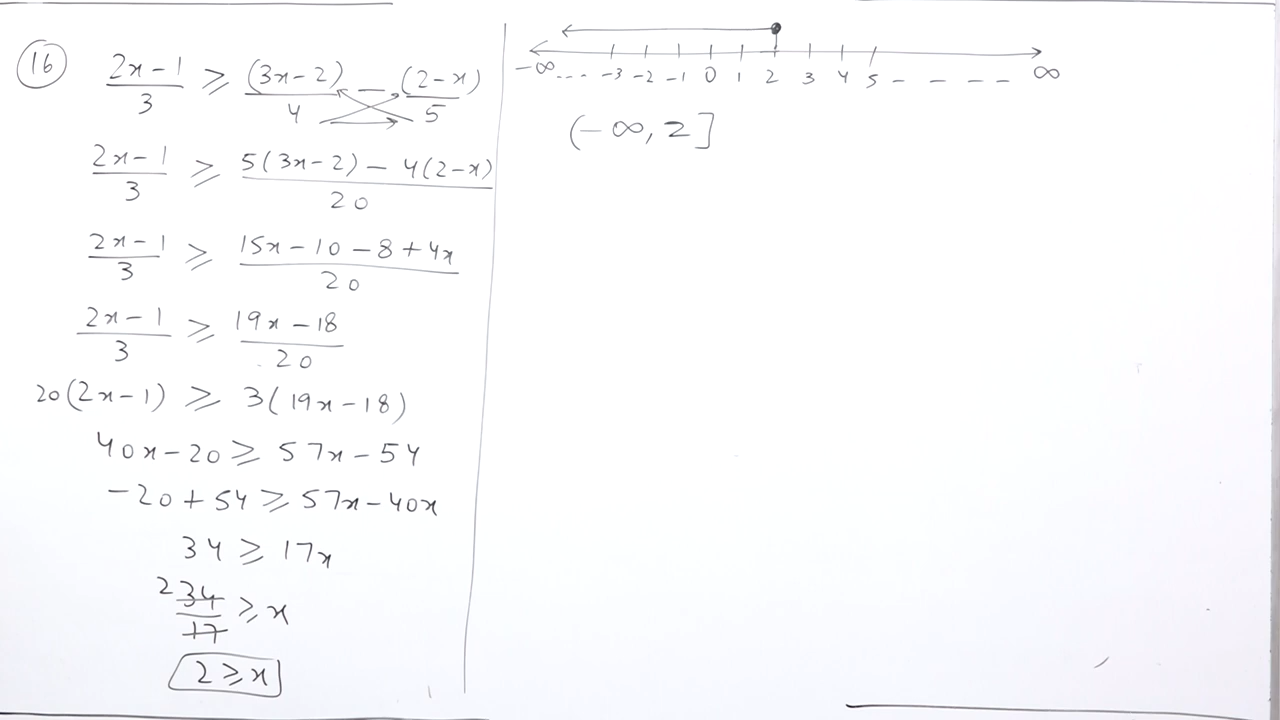 16
(2x-1)/3 ≥ (3x-2)/4 — (2-x)/5
(2x-1)/3 ≥ (5(3x-2) - 4(2-x))/20
(2x-1)/3 ≥ (15x-10-8+4x)/20
(2x-1)/3 ≥ (19x-18)/20
20(2x-1) ≥ 3(19x-18)
40x-20 ≥ 57x-54
-20+54 ≥ 57x-40x
34 ≥ 17x
2 34/17 ≥ x
2 ≥ x
-∞... -3 -2 -1 0 1 2 3 4 5 - - - - ∞
(-∞, 2]